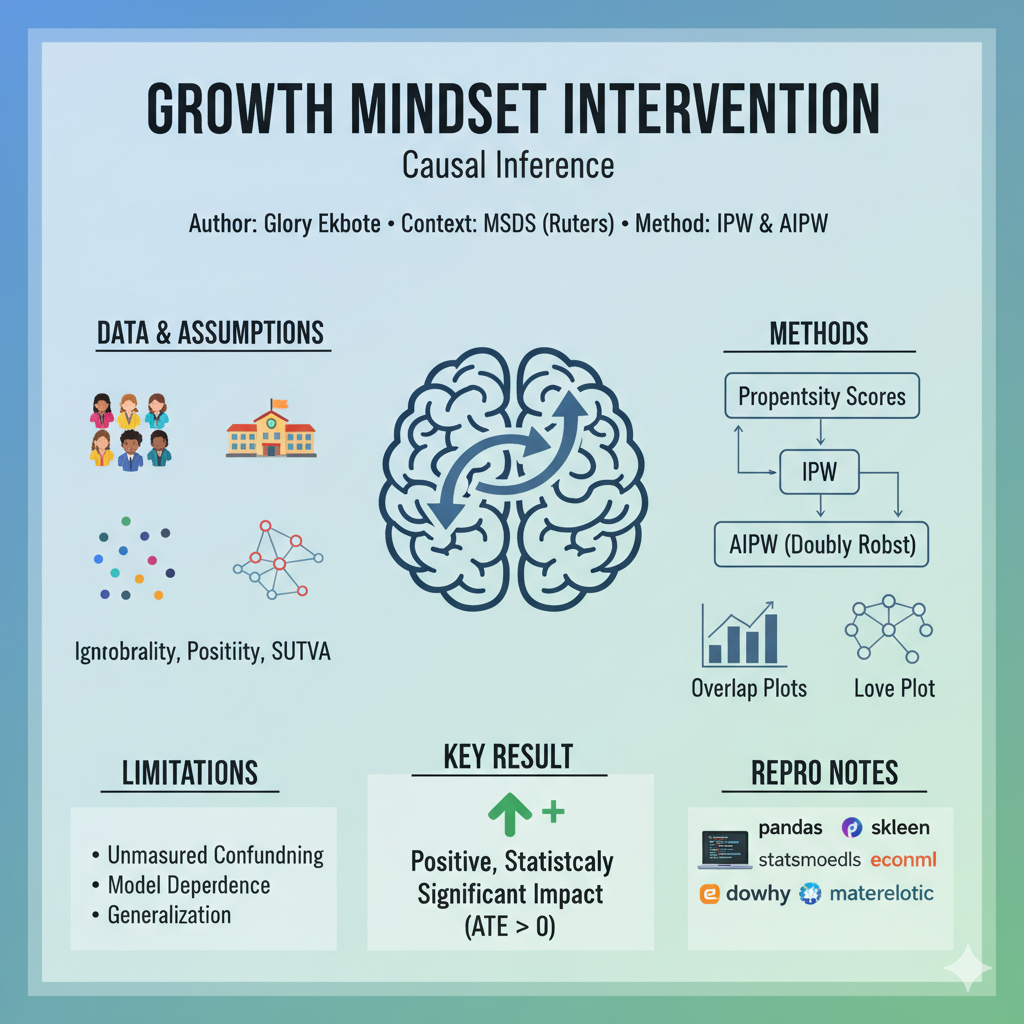 GROWTH MINDSET INTERVENTION
Causal Inference
Author: Glory Ekbote • Context: MSDS (Ruters) • Method: IPW & AIPW
DATA & ASSUMPTIONS
Ignrobrality, Positiity, SUTVA
METHODS
Propentsity Scores
IPW
AIPW (Doubly Robst)
Overlap Plots
Love Plot
LIMITATIONS
• Unmasured Confundning
• Model Deperdence
• Generalization
KEY RESULT
+
Positive, Statistcaly
Significant Impact
(ATE > 0)
REPRO NOTES
pandas
skleen
statsmoedls
econml
dowhy
materelotic